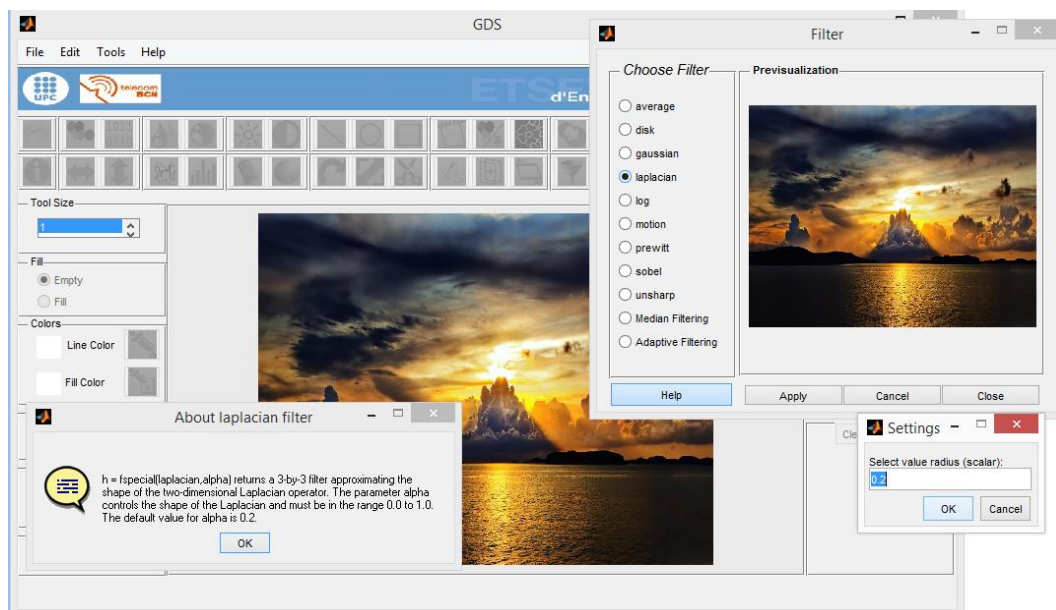 GDS
File Edit Tools Help
UPC
telecom
BCN
d'En
Tool Size
1
Fill
Empty
Fill
Colors
Line Color
Fill Color
Filter
Choose Filter
average
disk
gaussian
laplacian
log
motion
prewitt
sobel
unsharp
Median Filtering
Adaptive Filtering
Previsualization
Help
Apply
Cancel
Close
About laplacian filter
h = fspecial(laplacian,alpha) returns a 3-by-3 filter approximating the
shape of the two-dimensional Laplacian operator. The parameter alpha
controls the shape of the Laplacian and must be in the range 0.0 to 1.0.
The default value for alpha is 0.2.
OK
Settings
Select value radius (scalar):
0.2
OK
Cancel